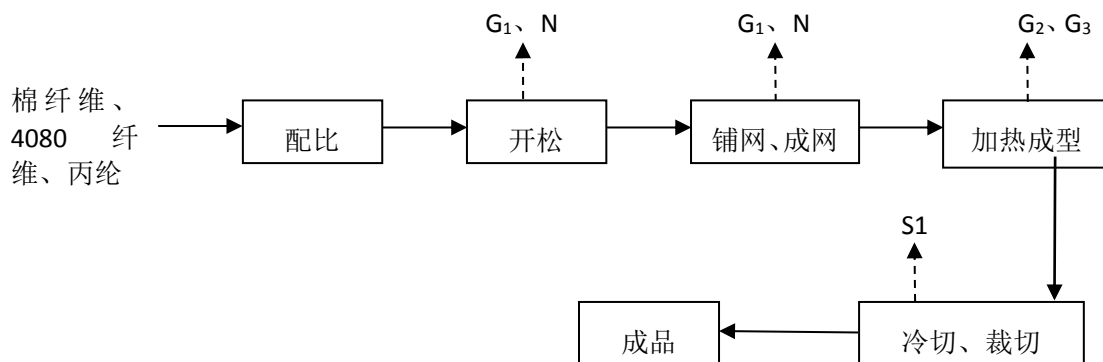 G₁、N
G₁、N
G₂、G₃
棉纤维、
4080 纤
维、丙纶
配比
开松
铺网、成网
加热成型
S1
成品
冷切、裁切